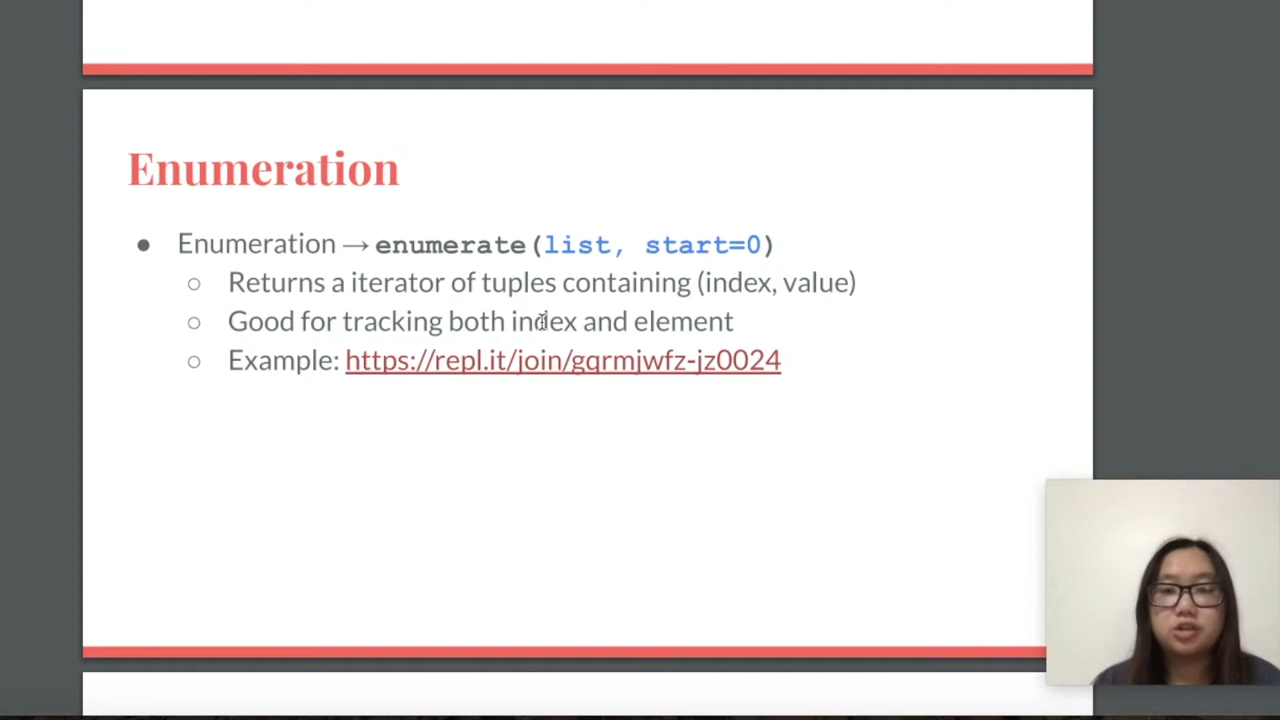 Enumeration
● Enumeration → enumerate(list, start=0)
○ Returns a iterator of tuples containing (index, value)
○ Good for tracking both index and element
○ Example: https://repl.it/join/gqrmjwfz-jz0024